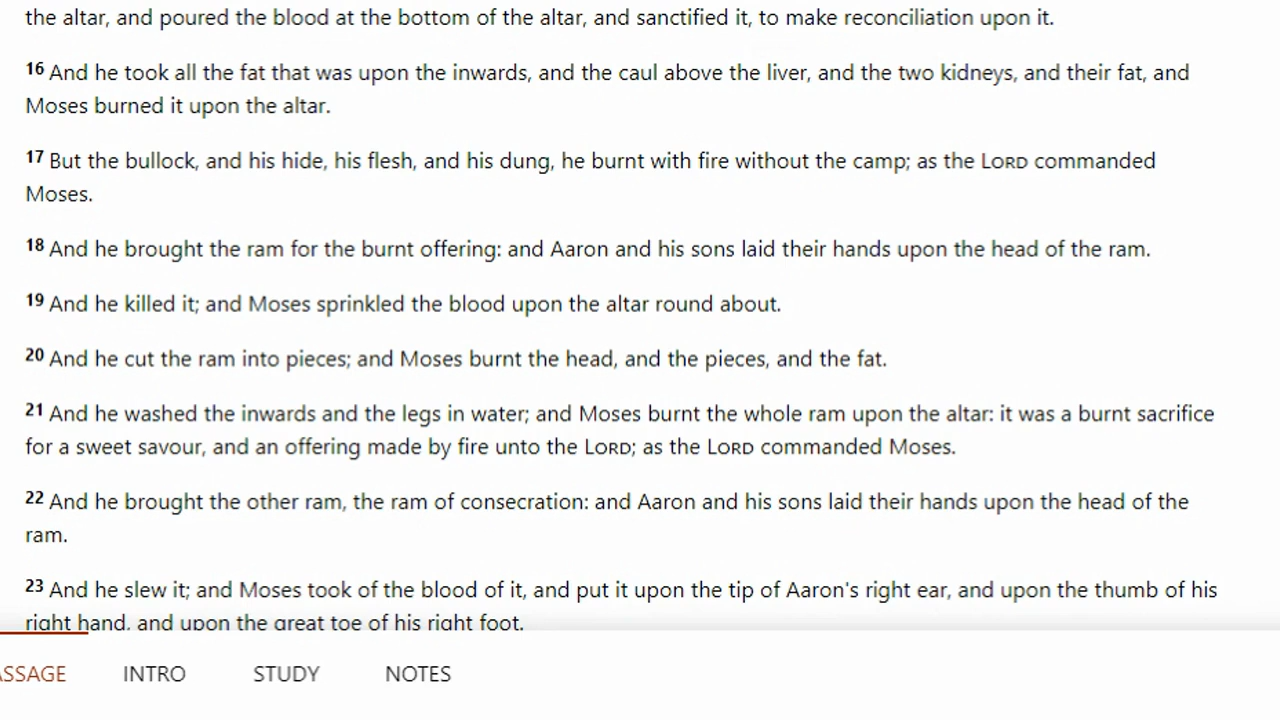 the altar, and poured the blood at the bottom of the altar, and sanctified it, to make reconciliation upon it.
16 And he took all the fat that was upon the inwards, and the caul above the liver, and the two kidneys, and their fat, and
Moses burned it upon the altar.
17 But the bullock, and his hide, his flesh, and his dung, he burnt with fire without the camp; as the LORD commanded
Moses.
18 And he brought the ram for the burnt offering: and Aaron and his sons laid their hands upon the head of the ram.
19 And he killed it; and Moses sprinkled the blood upon the altar round about.
20 And he cut the ram into pieces; and Moses burnt the head, and the pieces, and the fat.
21 And he washed the inwards and the legs in water; and Moses burnt the whole ram upon the altar: it was a burnt sacrifice
for a sweet savour, and an offering made by fire unto the LORD; as the LORD commanded Moses.
22 And he brought the other ram, the ram of consecration: and Aaron and his sons laid their hands upon the head of the
ram.
23 And he slew it; and Moses took of the blood of it, and put it upon the tip of Aaron's right ear, and upon the thumb of his
right hand, and upon the great toe of his right foot.
ASSAGE INTRO STUDY NOTES